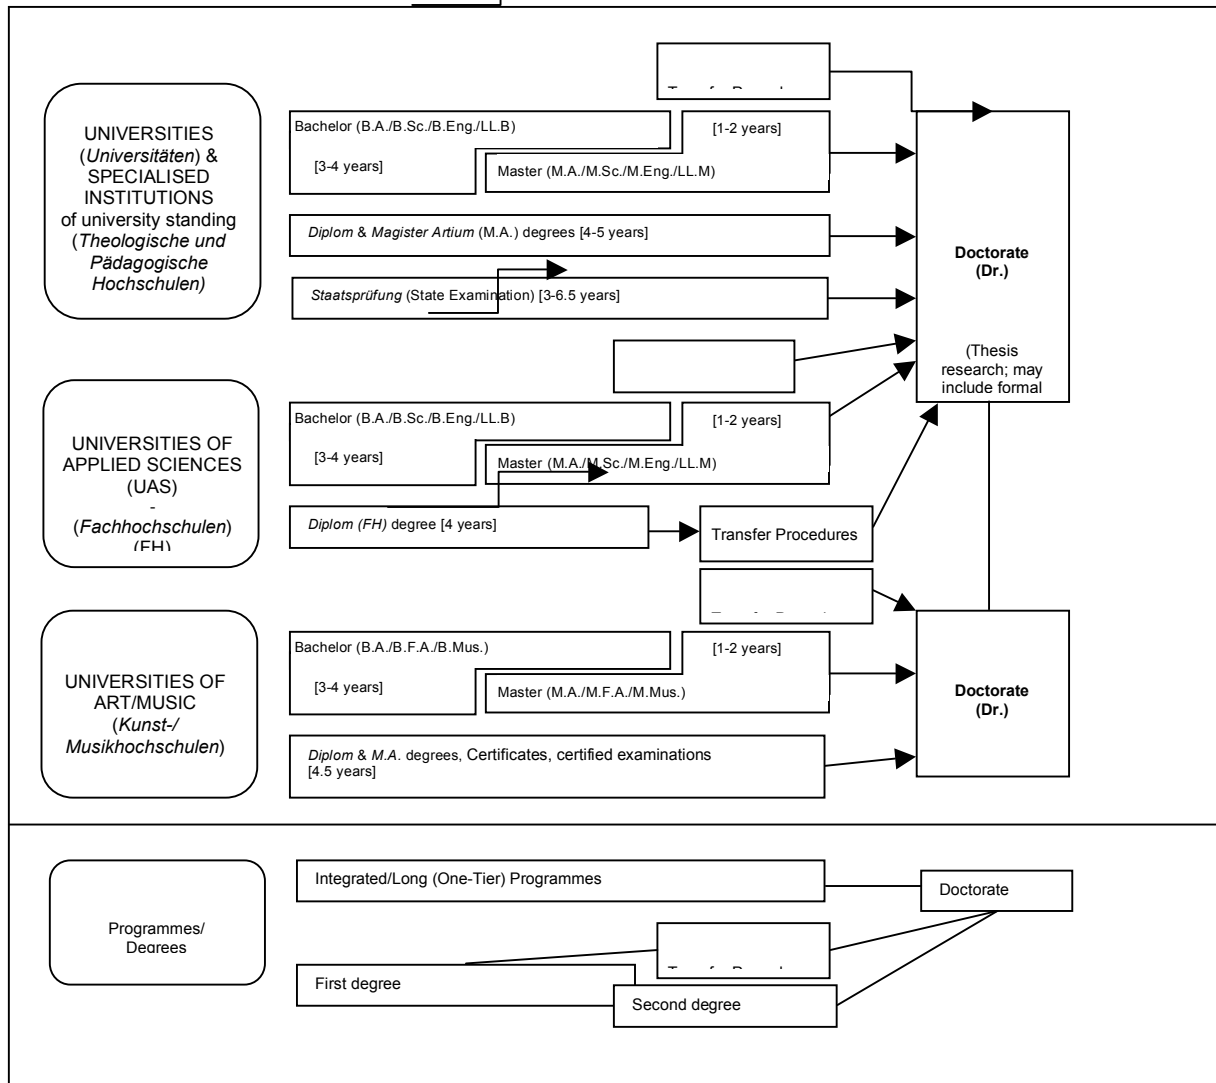 UNIVERSITIES
(Universitäten) &
SPECIALISED
INSTITUTIONS
of university standing
(Theologische und
Pädagogische
Hochschulen)
Bachelor (B.A./B.Sc./B.Eng./LL.B)
[3-4 years]
[1-2 years]
Master (M.A./M.Sc./M.Eng./LL.M)
Diplom & Magister Artium (M.A.) degrees [4-5 years]
Staatsprüfung (State Examination) [3-6.5 years]
Doctorate
(Dr.)
(Thesis
research; may
include formal
UNIVERSITIES OF
APPLIED SCIENCES
(UAS)
-
(Fachhochschulen)
(FH)
Bachelor (B.A./B.Sc./B.Eng./LL.B)
[3-4 years]
[1-2 years]
Master (M.A./M.Sc./M.Eng./LL.M)
Diplom (FH) degree [4 years]
Transfer Procedures
UNIVERSITIES OF
ART/MUSIC
(Kunst-/
Musikhochschulen)
Bachelor (B.A./B.F.A./B.Mus.)
[3-4 years]
[1-2 years]
Master (M.A./M.F.A./M.Mus.)
Diplom & M.A. degrees, Certificates, certified examinations
[4.5 years]
Doctorate
(Dr.)
Programmes/
Degrees
Integrated/Long (One-Tier) Programmes
Doctorate
First degree
Second degree